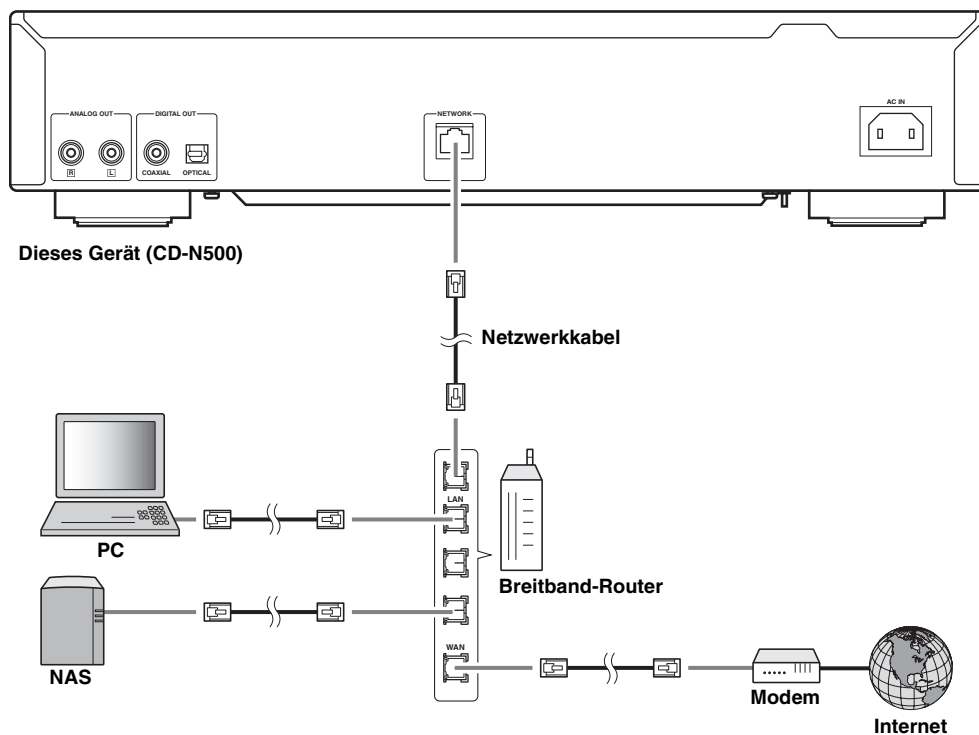 ANALOG OUT
DIGITAL OUT
NETWORK
AC IN
R
L
COAXIAL
OPTICAL
Dieses Gerät (CD-N500)
Netzwerkkabel
LAN
PC
Breitband-Router
NAS
WAN
Modem
Internet